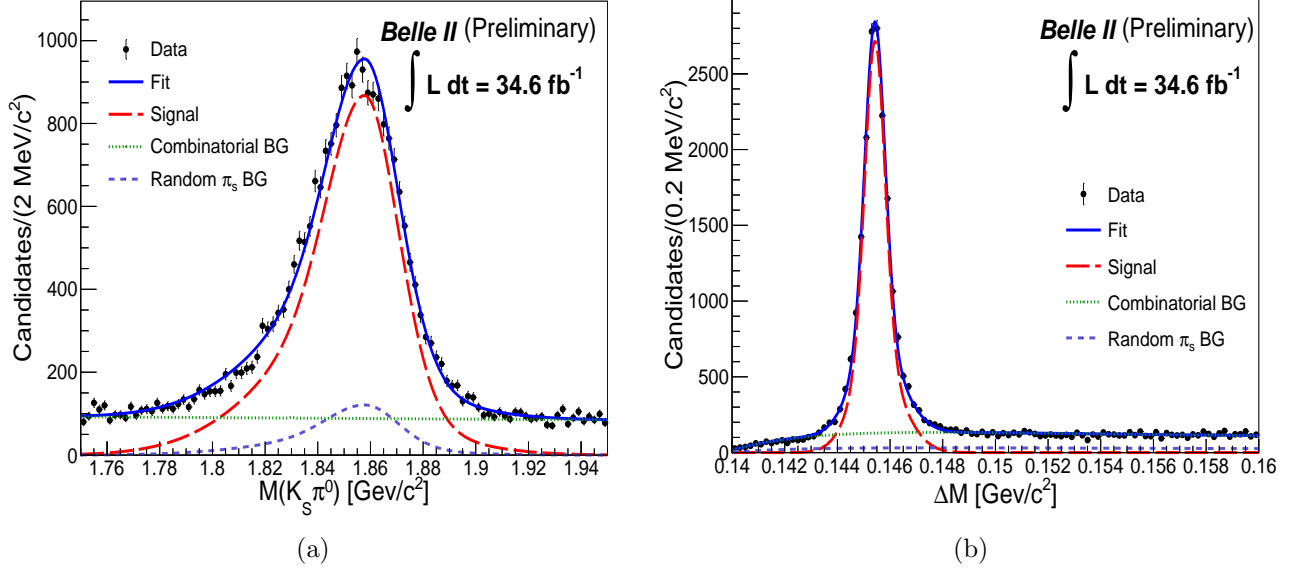 Belle II (Preliminary)
∫ L dt = 34.6 fb⁻¹
Data
Fit
Signal
Combinatorial BG
Random πₛ BG
Candidates/(2 MeV/c²)
1000
800
600
400
200
0
1.76 1.78 1.8 1.82 1.84 1.86 1.88 1.9 1.92 1.94
M(K_S π⁰) [Gev/c²]
(a)
Belle II (Preliminary)
∫ L dt = 34.6 fb⁻¹
Data
Fit
Signal
Combinatorial BG
Random πₛ BG
Candidates/(0.2 MeV/c²)
2500
2000
1500
1000
500
0
0.14 0.142 0.144 0.146 0.148 0.15 0.152 0.154 0.156 0.158 0.16
ΔM [Gev/c²]
(b)